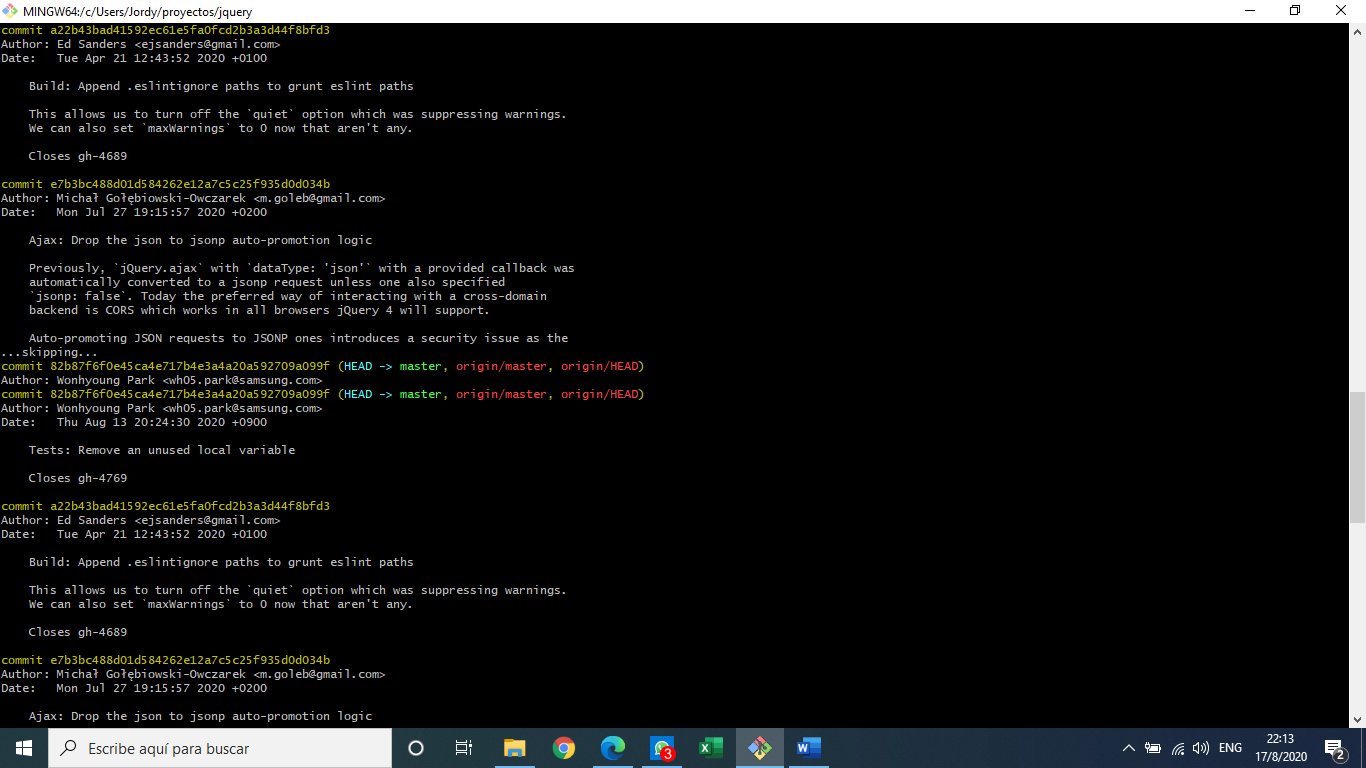 MINGW64:/c/Users/Jordy/proyectos/jquery
commit a22b43bad41592ec61e5fa0fcd2b3a3d44f8bfd3
Author: Ed Sanders <ejsanders@gmail.com>
Date:   Tue Apr 21 12:43:52 2020 +0100
Build: Append .eslintignore paths to grunt eslint paths
This allows us to turn off the `quiet` option which was suppressing warnings.
We can also set `maxWarnings` to 0 now that aren't any.
Closes gh-4689
commit e7b3bc488d01d584262e12a7c5c25f935d0d034b
Author: Michał Gołębiowski-Owczarek <m.goleb@gmail.com>
Date:   Mon Jul 27 19:15:57 2020 +0200
Ajax: Drop the json to jsonp auto-promotion logic
Previously, `jQuery.ajax` with `dataType: 'json'` with a provided callback was
automatically converted to a jsonp request unless one also specified
`jsonp: false`. Today the preferred way of interacting with a cross-domain
backend is CORS which works in all browsers jQuery 4 will support.
Auto-promoting JSON requests to JSONP ones introduces a security issue as the
...skipping...
commit 82b87f6f0e45ca4e717b4e3a4a20a592709a099f (HEAD -> master, origin/master, origin/HEAD)
Author: Wonhyoung Park <wh05.park@samsung.com>
commit 82b87f6f0e45ca4e717b4e3a4a20a592709a099f (HEAD -> master, origin/master, origin/HEAD)
Author: Wonhyoung Park <wh05.park@samsung.com>
Date:   Thu Aug 13 20:24:30 2020 +0900
Tests: Remove an unused local variable
Closes gh-4769
commit a22b43bad41592ec61e5fa0fcd2b3a3d44f8bfd3
Author: Ed Sanders <ejsanders@gmail.com>
Date:   Tue Apr 21 12:43:52 2020 +0100
Build: Append .eslintignore paths to grunt eslint paths
This allows us to turn off the `quiet` option which was suppressing warnings.
We can also set `maxWarnings` to 0 now that aren't any.
Closes gh-4689
commit e7b3bc488d01d584262e12a7c5c25f935d0d034b
Author: Michał Gołębiowski-Owczarek <m.goleb@gmail.com>
Date:   Mon Jul 27 19:15:57 2020 +0200
Ajax: Drop the json to jsonp auto-promotion logic
Escribe aquí para buscar
3
ENG
22:13
17/8/2020
2